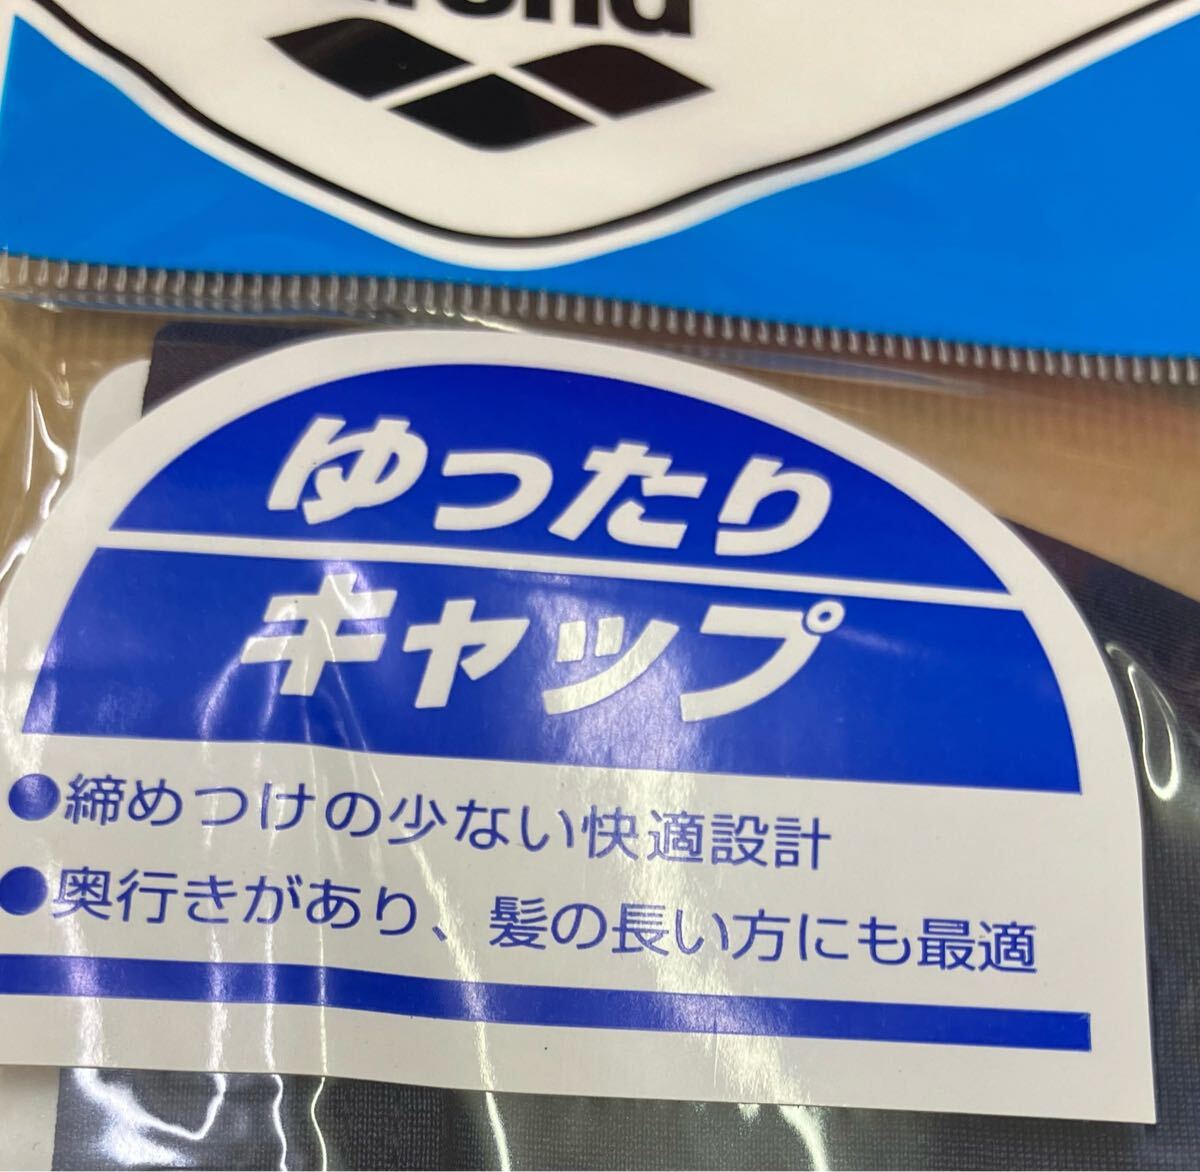 arena
ゆったり
キャップ
●締めつけの少ない快適設計
●奥行きがあり、髪の長い方にも最適